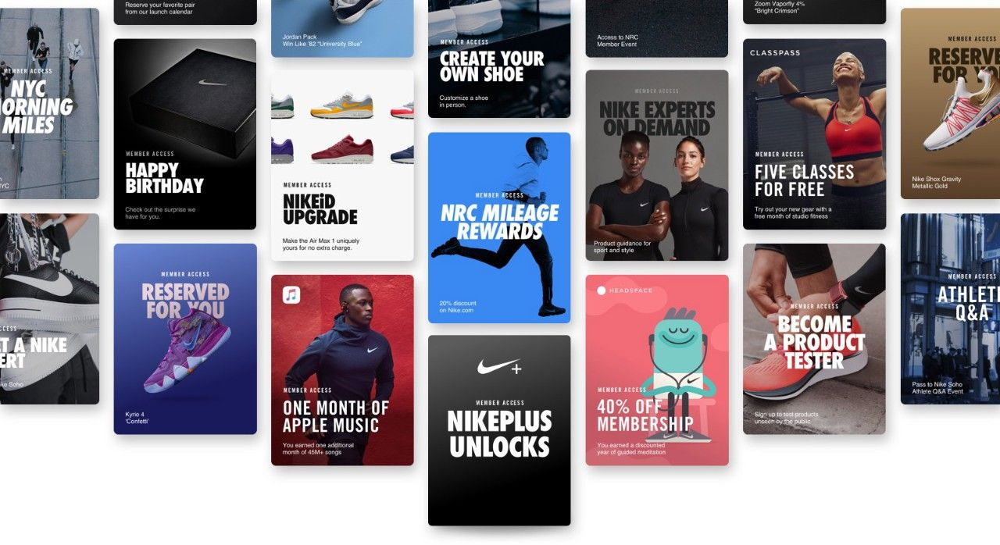 MEMBER ACCESS
NYC
MORNING
MILES
NYC
ACCESS
ke Soho
Reserve your favorite pair
from our launch calendar
MEMBER ACCESS
HAPPY
BIRTHDAY
Check out the surprise we
have for you.
MEMBER ACCESS
RESERVED
FOR YOU
Kyrie 4
'Confetti'
Jordan Pack
Win Like '82 "University Blue"
MEMBER ACCESS
NIKEiD
UPGRADE
Make the Air Max 1 uniquely
yours for no extra charge.
MEMBER ACCESS
ONE MONTH OF
APPLE MUSIC
You earned one additional
month of 45M+ songs
MEMBER ACCESS
CREATE YOUR
OWN SHOE
Customize a shoe
in person.
MEMBER ACCESS
NRC MILEAGE
REWARDS
20% discount
on Nike.com
MEMBER ACCESS
NIKEPLUS
UNLOCKS
Access to NRC
Member Event
MEMBER ACCESS
NIKE EXPERTS
ON DEMAND
Product guidance for
sport and style
HEADSPACE
MEMBER ACCESS
40% OFF
MEMBERSHIP
You earned a discounted
year of guided meditation
Zoom Vaporfly 4%
"Bright Crimson"
CLASSPASS
MEMBER ACCESS
FIVE CLASSES
FOR FREE
Try out your new gear with a
free month of studio fitness
MEMBER ACCESS
BECOME
A PRODUCT
TESTER
Sign up to test products
unseen by the public
MEMBER ACCESS
RESERVE
FOR YO
Nike Shox Gravity
Metallic Gold
MEMBER ACCESS
ATHLETE
Q&A
Pass to Nike Soho
Athlete Q&A Event